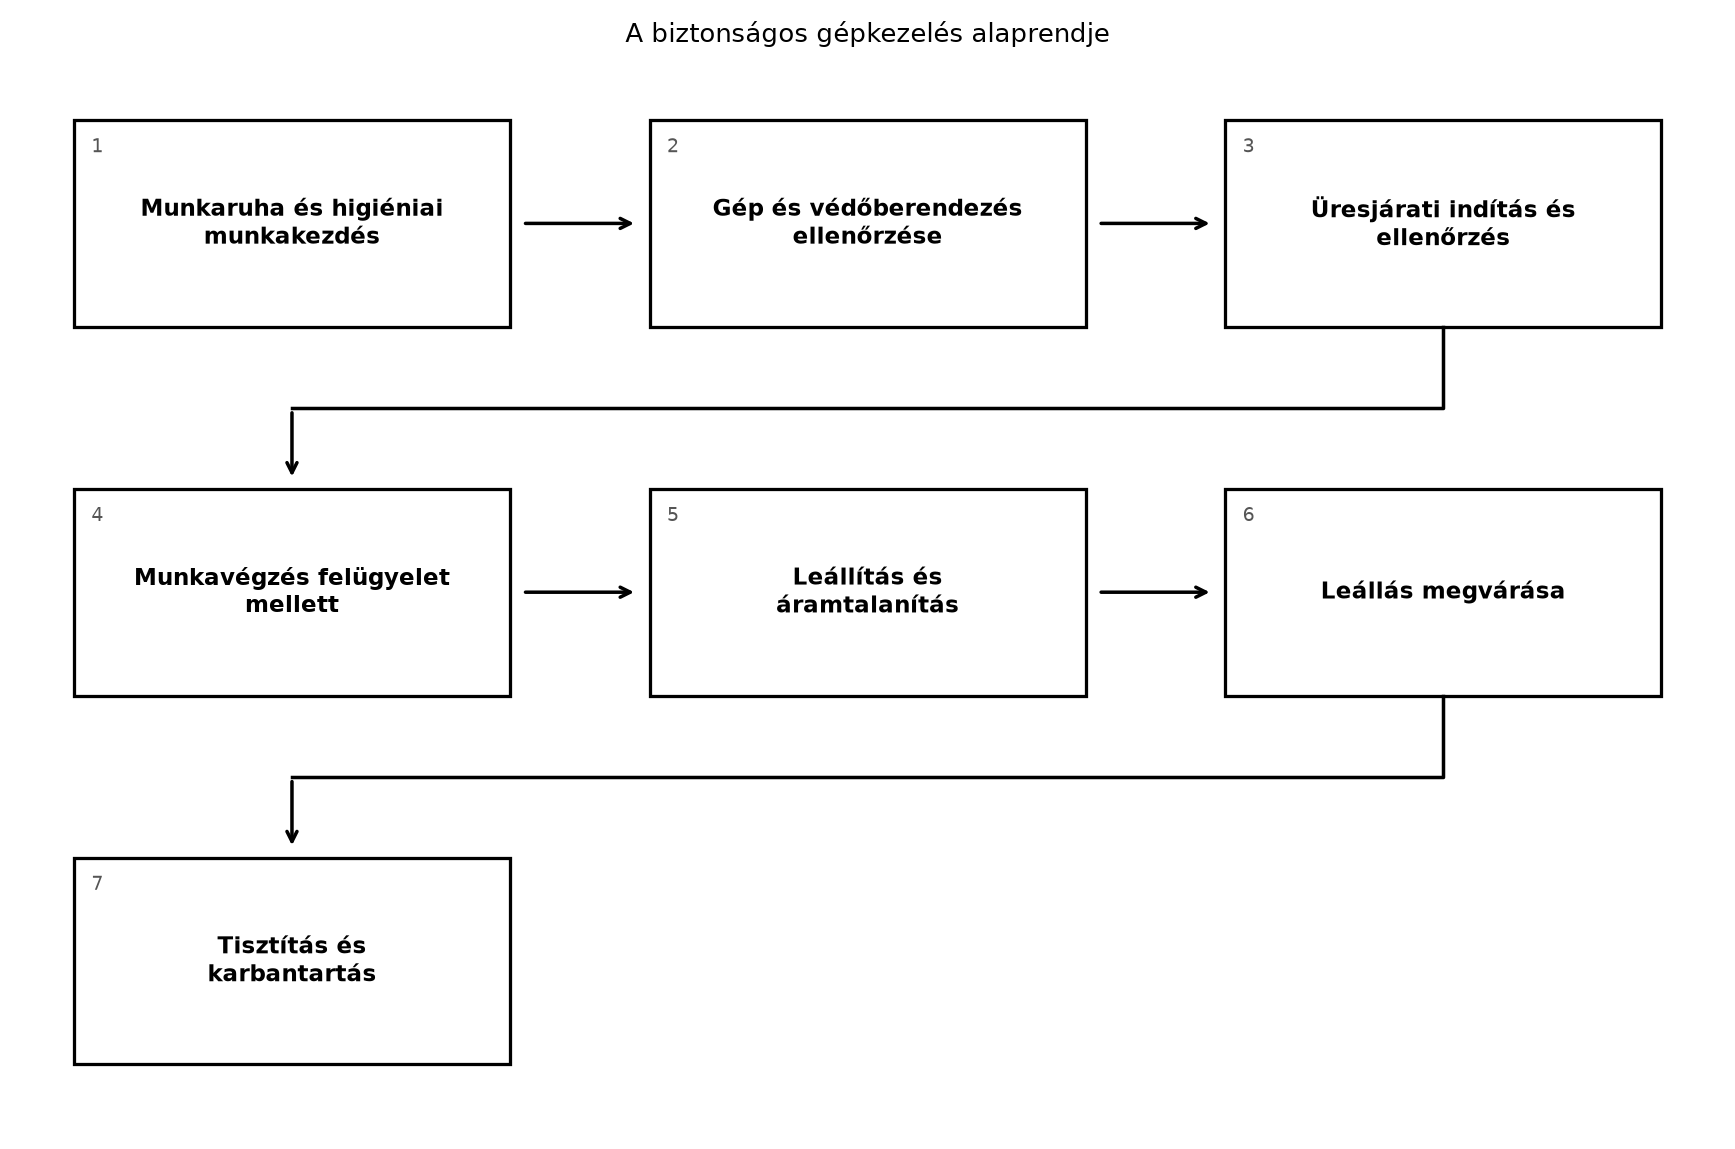 A biztonságos gépkezelés alaprendje
1
Munkaruha és higiéniai
munkakezdés
2
Gép és védőberendezés
ellenőrzése
3
Üresjárati indítás és
ellenőrzés
4
Munkavégzés felügyelet
mellett
5
Leállítás és
áramtalanítás
6
Leállás megvárása
7
Tisztítás és
karbantartás